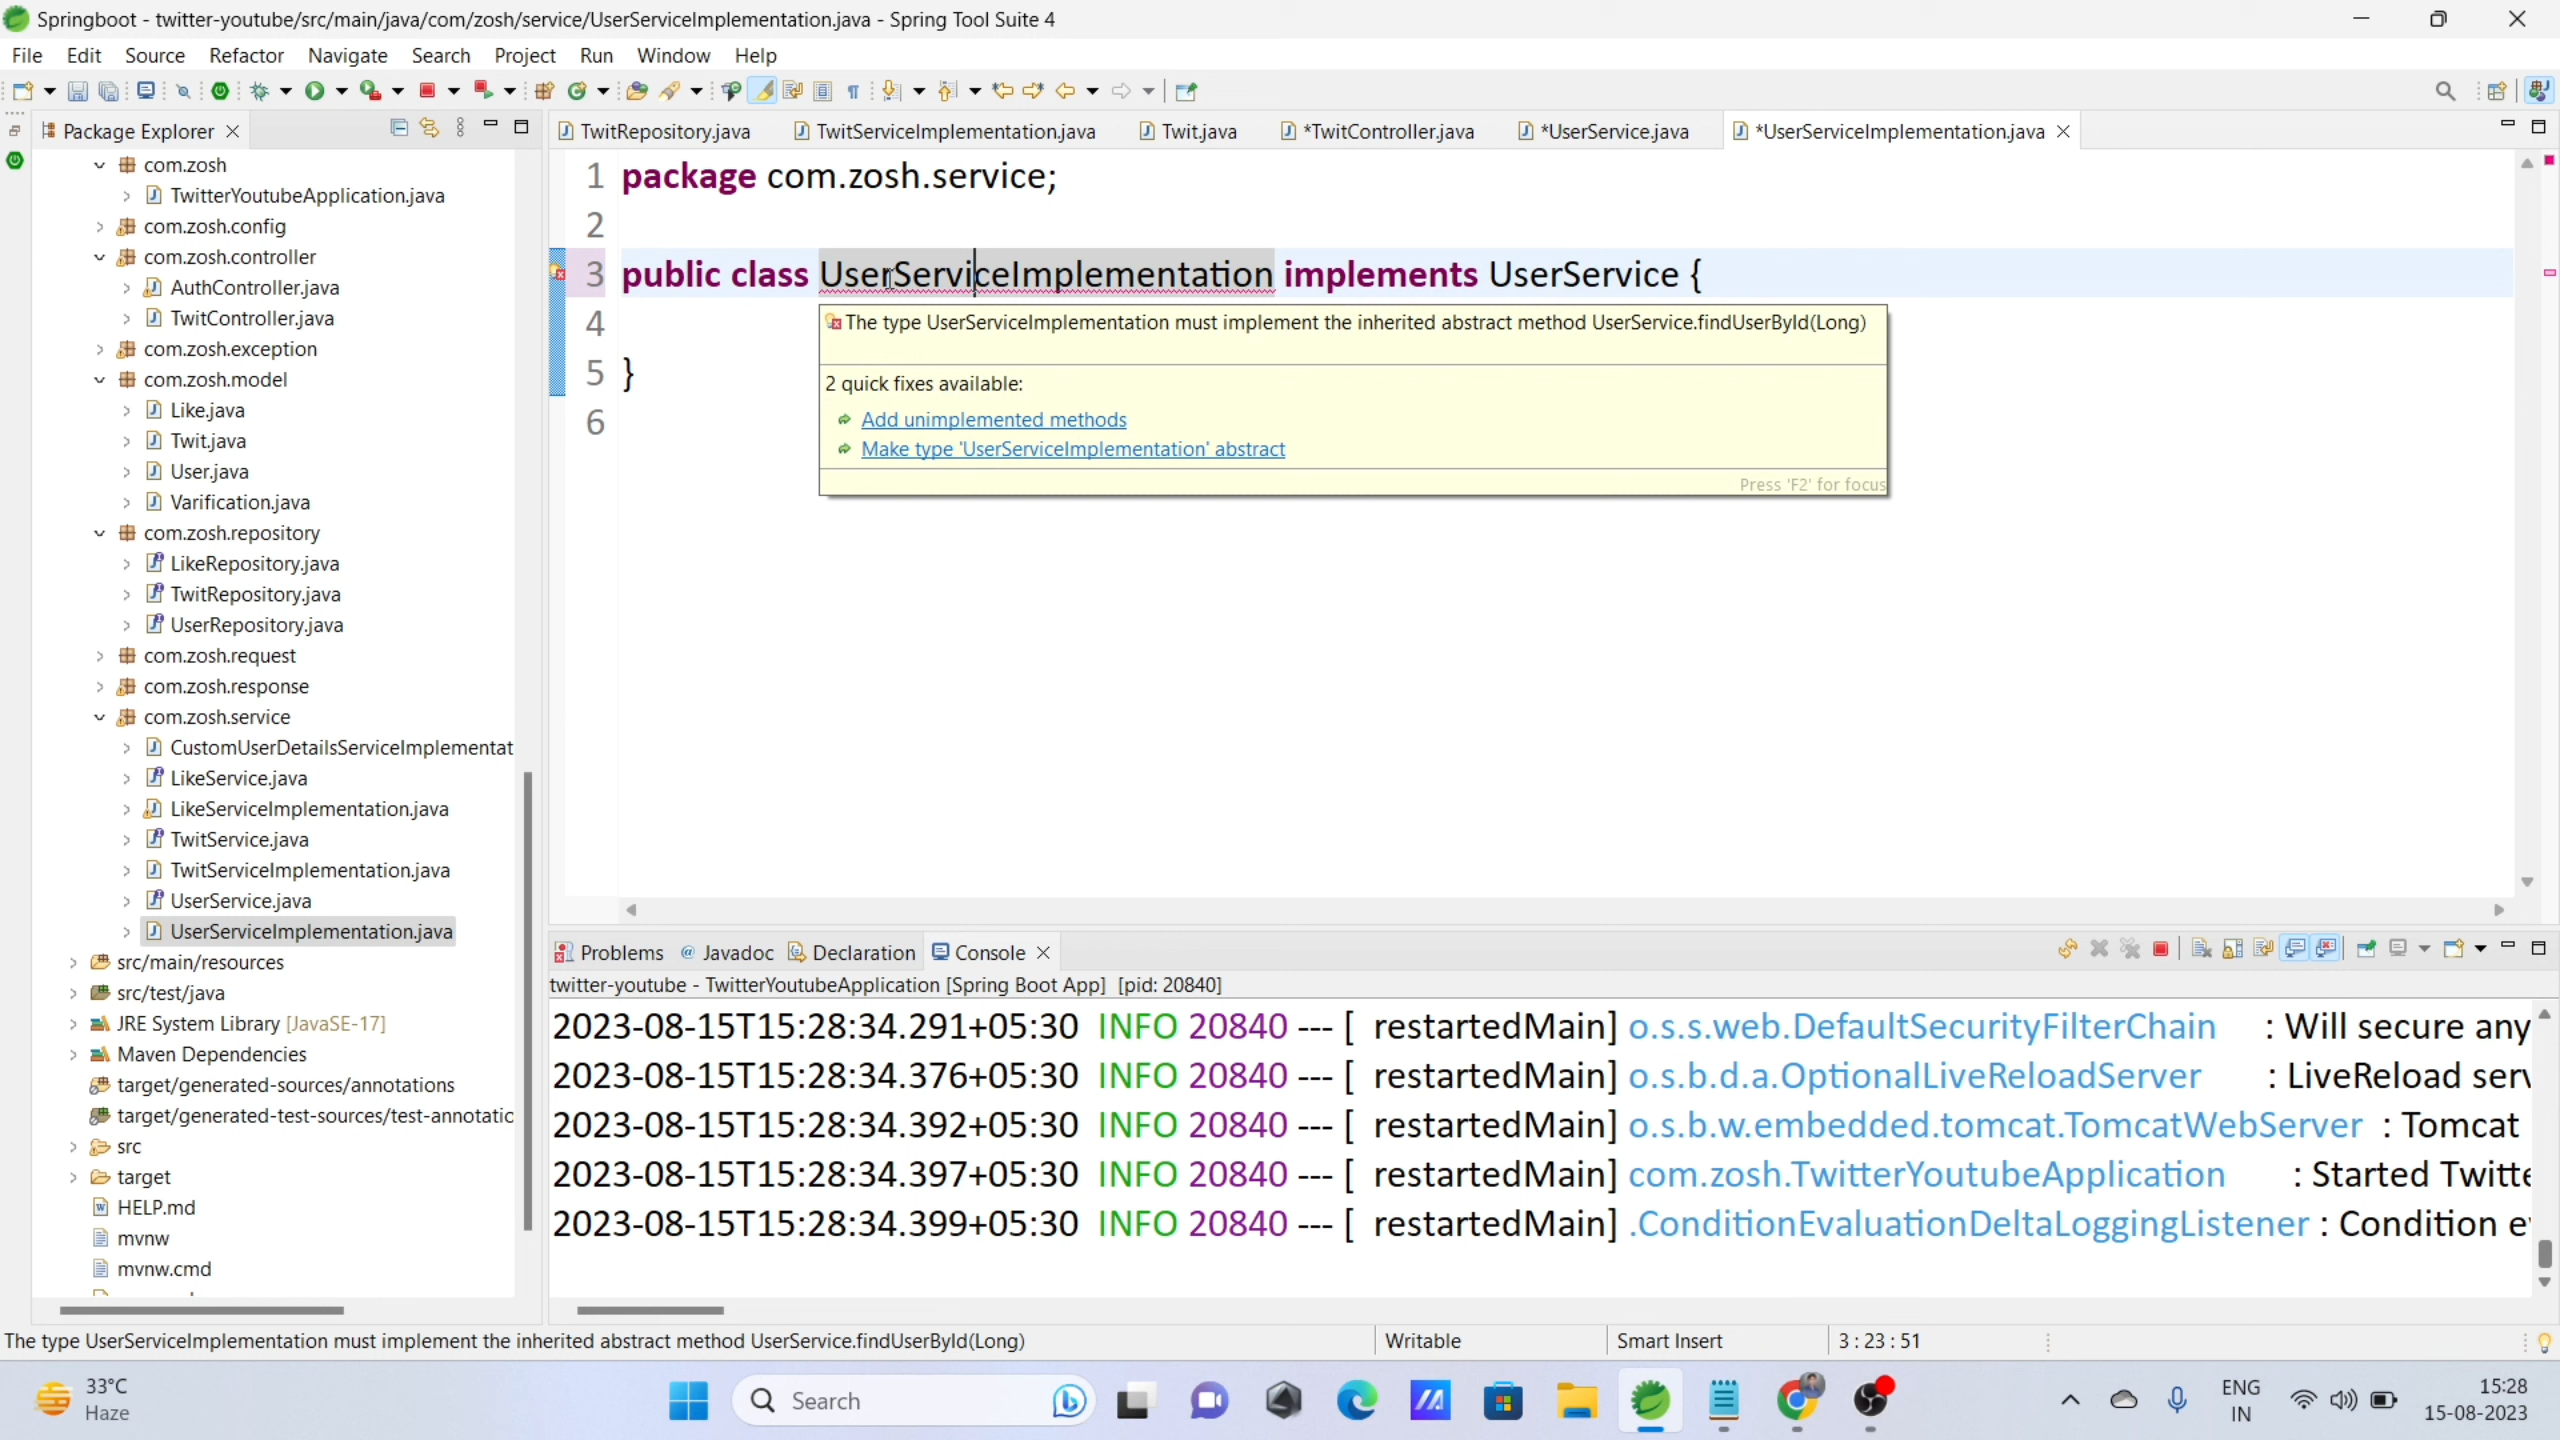 Springboot - twitter-youtube/src/main/java/com/zosh/service/UserServiceImplementation.java - Spring Tool Suite 4
File Edit Source Refactor Navigate Search Project Run Window Help
Package Explorer
TwitRepository.java TwitServiceImplementation.java Twit.java *TwitController.java *UserService.java *UserServiceImplementation.java
com.zosh
TwitterYoutubeApplication.java
com.zosh.config
com.zosh.controller
AuthController.java
TwitController.java
com.zosh.exception
com.zosh.model
Like.java
Twit.java
User.java
Varification.java
com.zosh.repository
LikeRepository.java
TwitRepository.java
UserRepository.java
com.zosh.request
com.zosh.response
com.zosh.service
CustomUserDetailsServiceImplementat
LikeService.java
LikeServiceImplementation.java
TwitService.java
TwitServiceImplementation.java
UserService.java
UserServiceImplementation.java
src/main/resources
src/test/java
JRE System Library [JavaSE-17]
Maven Dependencies
target/generated-sources/annotations
target/generated-test-sources/test-annotatic
src
target
HELP.md
mvnw
mvnw.cmd
1 package com.zosh.service;
2
3 public class UserServiceImplementation implements UserService {
4
5 }
6
The type UserServiceImplementation must implement the inherited abstract method UserService.findUserById(Long)
2 quick fixes available:
Add unimplemented methods
Make type 'UserServiceImplementation' abstract
Press 'F2' for focus
Problems Javadoc Declaration Console
twitter-youtube - TwitterYoutubeApplication [Spring Boot App] [pid: 20840]
2023-08-15T15:28:34.291+05:30 INFO 20840 --- [ restartedMain] o.s.s.web.DefaultSecurityFilterChain : Will secure any
2023-08-15T15:28:34.376+05:30 INFO 20840 --- [ restartedMain] o.s.b.d.a.OptionalLiveReloadServer : LiveReload serv
2023-08-15T15:28:34.392+05:30 INFO 20840 --- [ restartedMain] o.s.b.w.embedded.tomcat.TomcatWebServer : Tomcat
2023-08-15T15:28:34.397+05:30 INFO 20840 --- [ restartedMain] com.zosh.TwitterYoutubeApplication : Started Twitte
2023-08-15T15:28:34.399+05:30 INFO 20840 --- [ restartedMain] .ConditionEvaluationDeltaLoggingListener : Condition e
The type UserServiceImplementation must implement the inherited abstract method UserService.findUserById(Long) Writable Smart Insert 3 : 23 : 51
33°C
Haze
Search
ENG
IN
15:28
15-08-2023